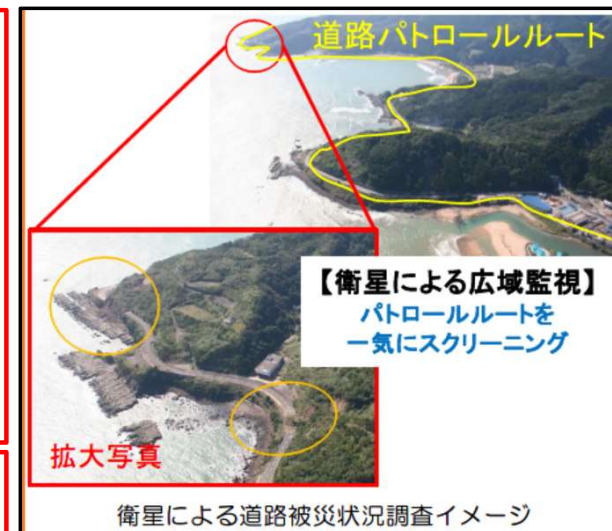 道路パトロールルート
【衛星による広域監視】
パトロールルートを
一気にスクリーニング
拡大写真
衛星による道路被災状況調査イメージ